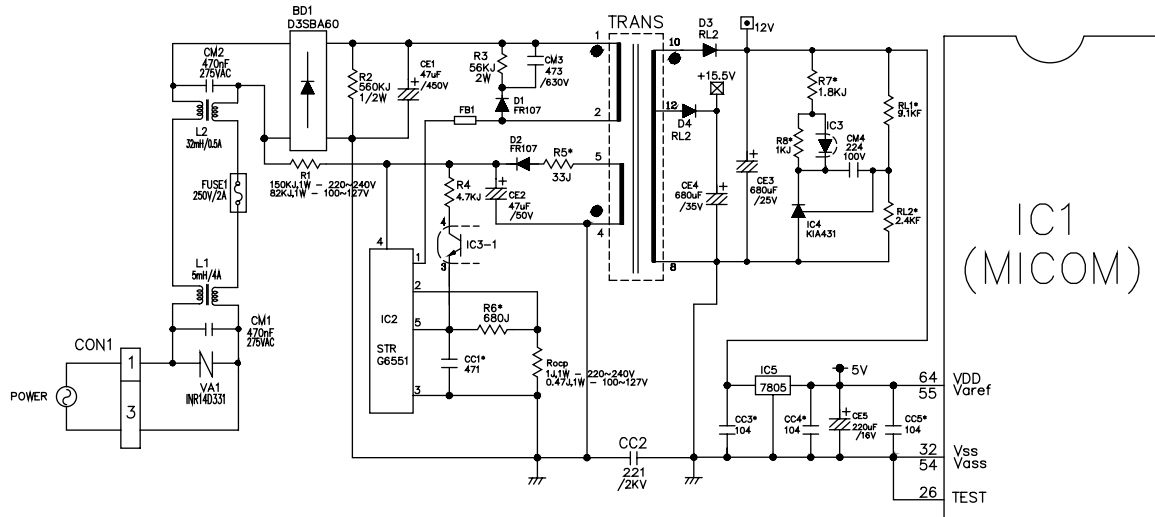 BD1
D3SBA60
TRANS
D3
RL2
12V
CM2
470nF
275VAC
R2
560KJ
1/2W
CE1
47uF
/450V
R3
56KJ
2W
CM3
473
/630V
1
10
+15.5V
R7*
1.8KJ
RL1*
9.1KF
D1
FR107
FB1
2
12
D4
RL2
IC3
R8*
1KJ
CM4
224
100V
L2
32mH/0.5A
D2
FR107
R5*
33J
5
R1
150KJ,1W - 220~240V
82KJ,1W - 100~127V
R4
4.7KJ
CE2
47uF
/50V
CE4
680uF
/35V
CE3
680uF
/25V
FUSE1
250V/2A
IC4
KIA431
RL2*
2.4KF
IC1
(MICOM)
4
4
IC3-1
3
4
8
1
L1
5mH/4A
2
R6*
680J
IC2
5
STR
G6551
CM1
470nF
275VAC
CON1
1
3
POWER
VA1
INR14D331
CC1*
471
Rocp
1J,1W - 220~240V
0.47J,1W - 100~127V
3
IC5
7805
5V
64
VDD
55
Varef
CC3*
104
CC4*
104
CE5
220uF
/16V
CC5*
104
CC2
221
/2KV
32
Vss
54
Vass
26
TEST